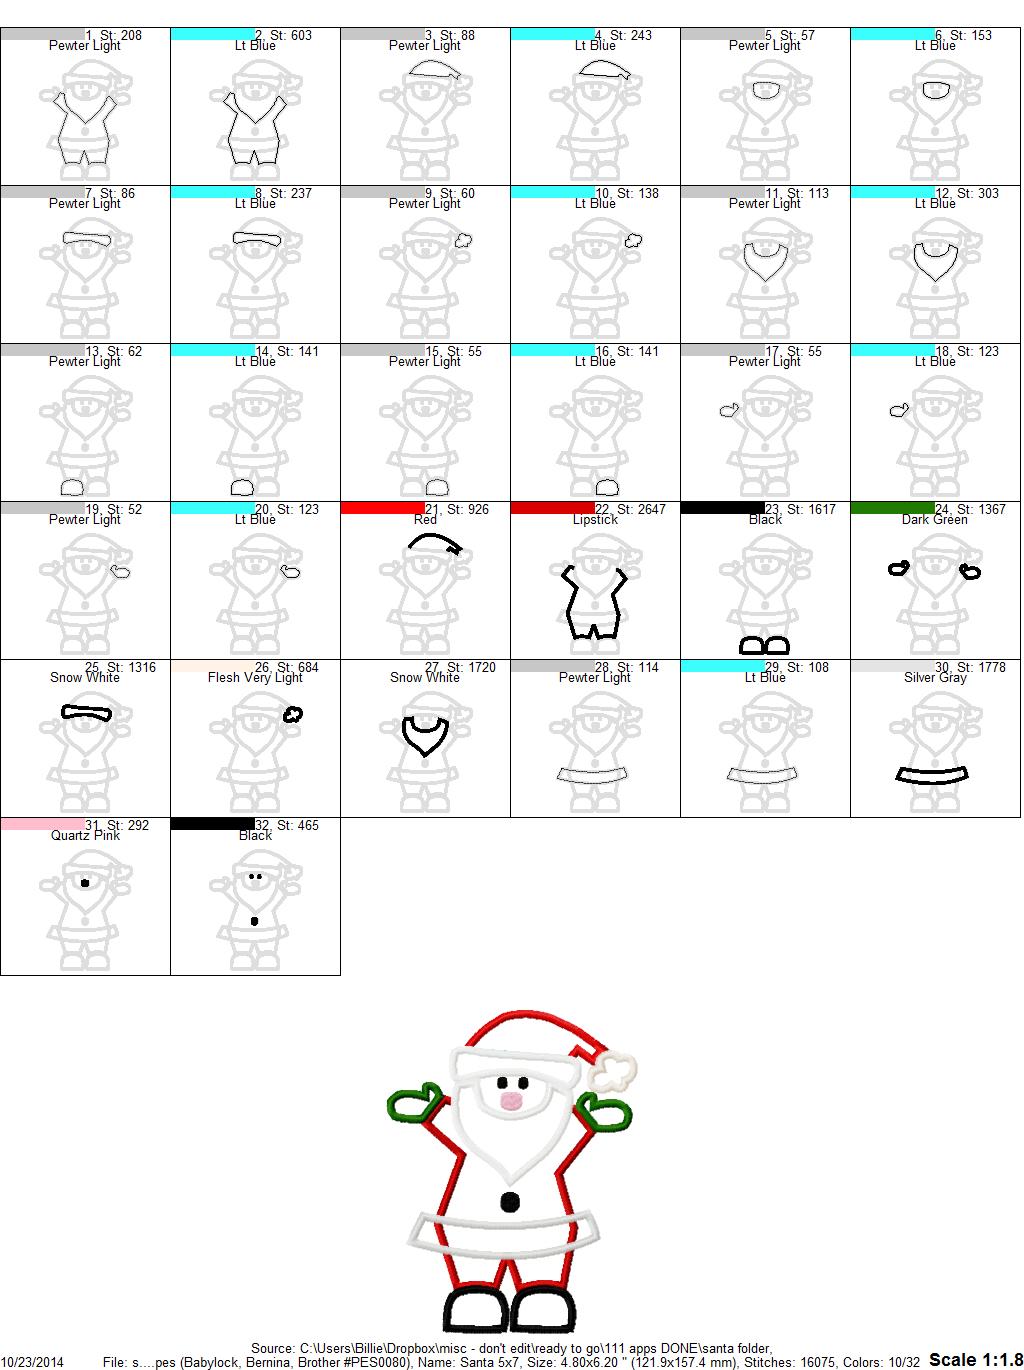 1, St: 208
Pewter Light
2, St: 603
Lt Blue
3, St: 88
Pewter Light
4, St: 243
Lt Blue
5, St: 57
Pewter Light
6, St: 153
Lt Blue
7, St: 86
Pewter Light
8, St: 237
Lt Blue
9, St: 60
Pewter Light
10, St: 138
Lt Blue
11, St: 113
Pewter Light
12, St: 303
Lt Blue
13, St: 62
Pewter Light
14, St: 141
Lt Blue
15, St: 55
Pewter Light
16, St: 141
Lt Blue
17, St: 55
Pewter Light
18, St: 123
Lt Blue
19, St: 52
Pewter Light
20, St: 123
Lt Blue
21, St: 926
Red
22, St: 2647
Lipstick
23, St: 1617
Black
24, St: 1367
Dark Green
25, St: 1316
Snow White
26, St: 684
Flesh Very Light
27, St: 1720
Snow White
28, St: 114
Pewter Light
29, St: 108
Lt Blue
30, St: 1778
Silver Gray
31, St: 292
Quartz Pink
32, St: 465
Black
Source: C:\Users\Billie\Dropbox\misc - don't edit\ready to go\111 apps DONE\santa folder,
10/23/2014 File: s....pes (Babylock, Bernina, Brother #PES0080), Name: Santa 5x7, Size: 4.80x6.20 " (121.9x157.4 mm), Stitches: 16075, Colors: 10/32 Scale 1:1.8